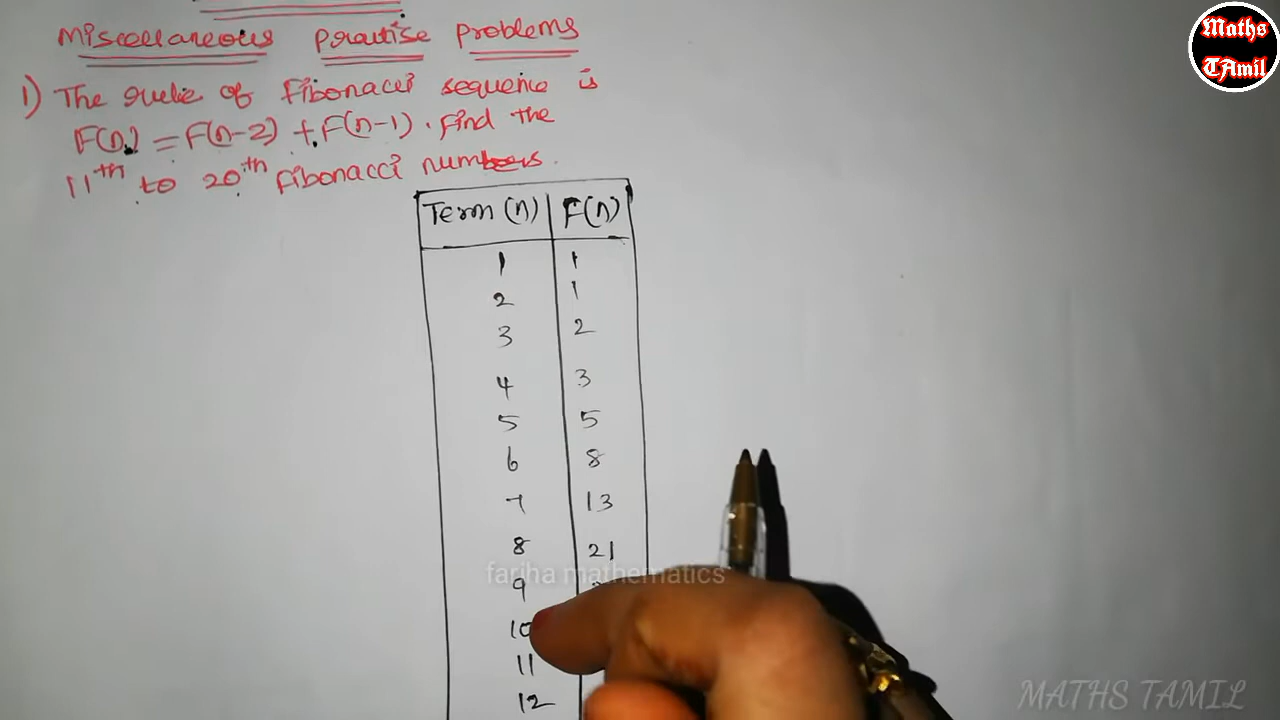 Miscellaneous Practise Problems
1) The rule of Fibonacci sequence is
F(n) = F(n-2) + F(n-1). Find the
11th to 20th Fibonacci numbers.
Term (n) F(n)
1 1
2 1
3 2
4 3
5 5
6 8
7 13
8 21
9
10
11
12
fariha mathematics
Maths
TAmil
MATHS TAMIL